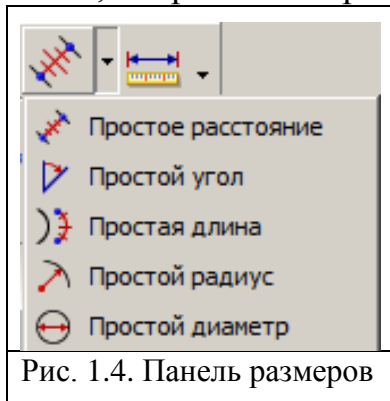 Простое расстояние
Простой угол
Простая длина
Простой радиус
Простой диаметр
Рис. 1.4. Панель размеров